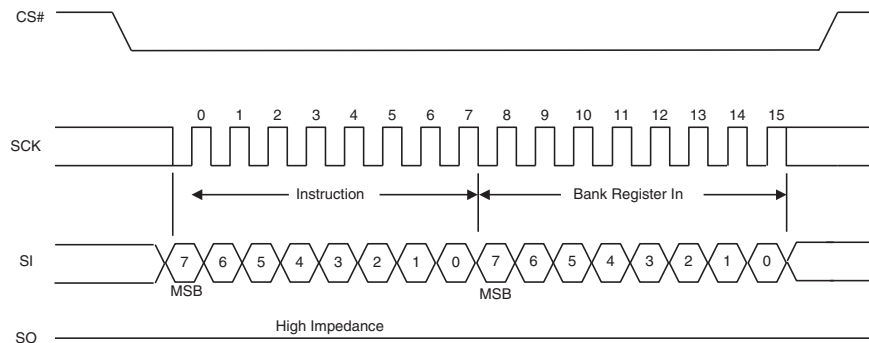 CS#
0 1 2 3 4 5 6 7 8 9 10 11 12 13 14 15
SCK
Instruction Bank Register In
SI 7 6 5 4 3 2 1 0 7 6 5 4 3 2 1 0
MSB MSB
High Impedance
SO